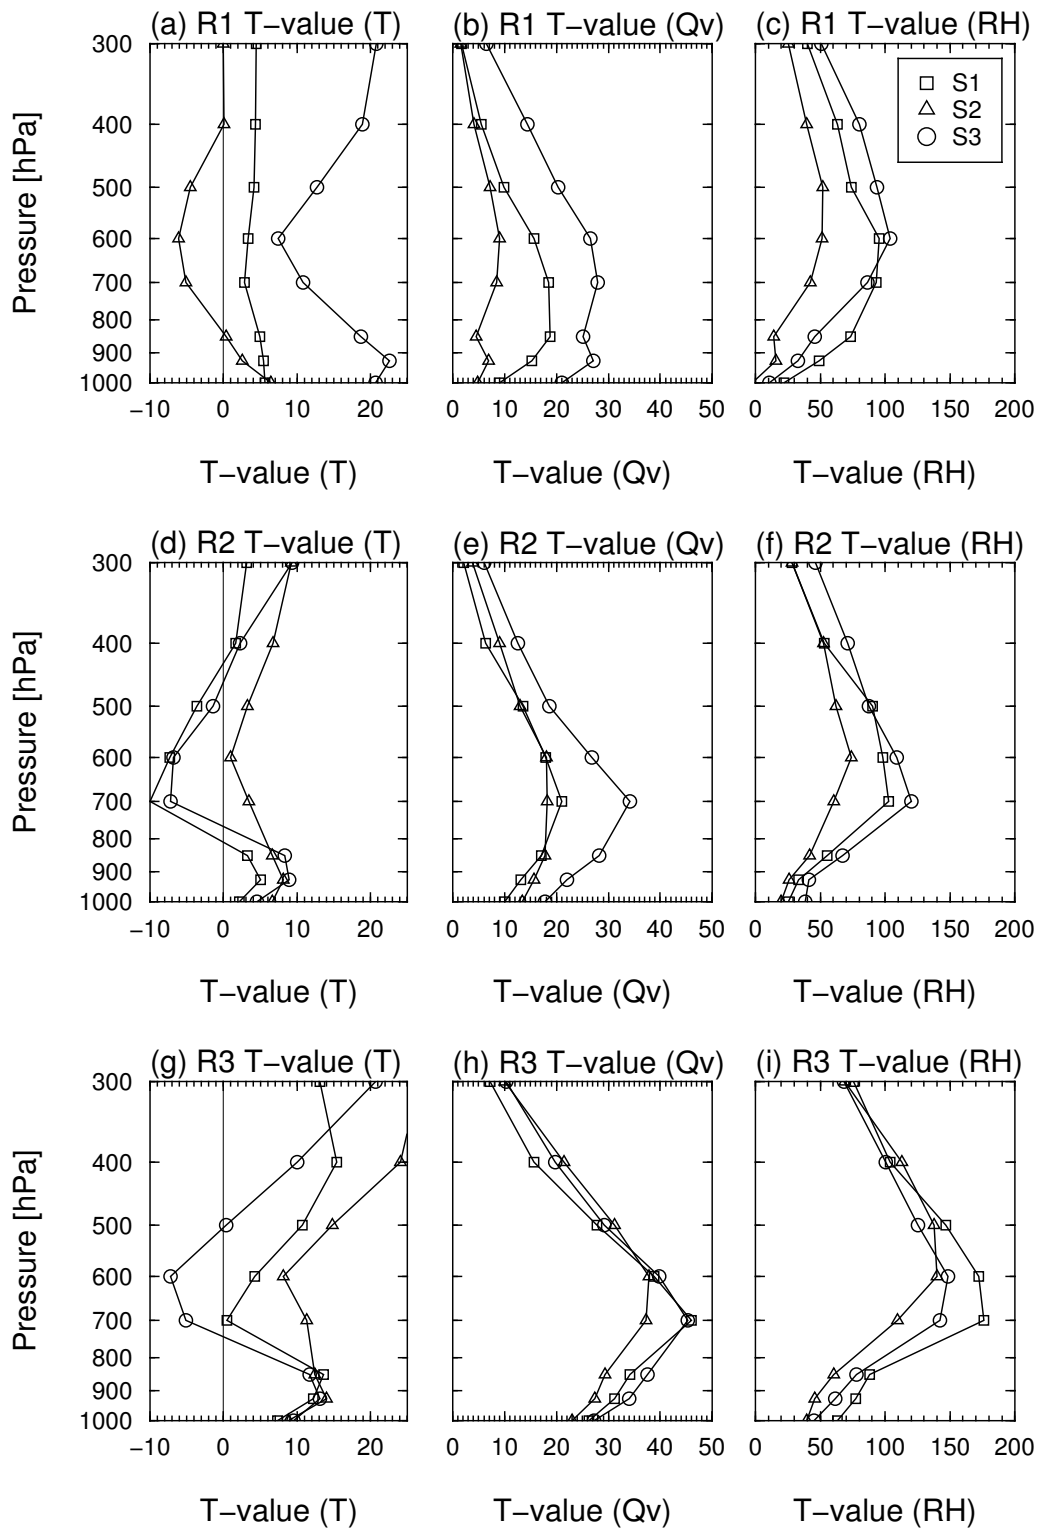 (a) R1 T−value (T) (b) R1 T−value (Qv) (c) R1 T−value (RH)
300
400
500
600
700
800
900
1000
Pressure [hPa]
S1
S2
S3
−10 0 10 20 0 10 20 30 40 50 0 50 100 150 200
T−value (T) T−value (Qv) T−value (RH)
(d) R2 T−value (T) (e) R2 T−value (Qv) (f) R2 T−value (RH)
300
400
500
600
700
800
900
1000
Pressure [hPa]
−10 0 10 20 0 10 20 30 40 50 0 50 100 150 200
T−value (T) T−value (Qv) T−value (RH)
(g) R3 T−value (T) (h) R3 T−value (Qv) (i) R3 T−value (RH)
300
400
500
600
700
800
900
1000
Pressure [hPa]
−10 0 10 20 0 10 20 30 40 50 0 50 100 150 200
T−value (T) T−value (Qv) T−value (RH)